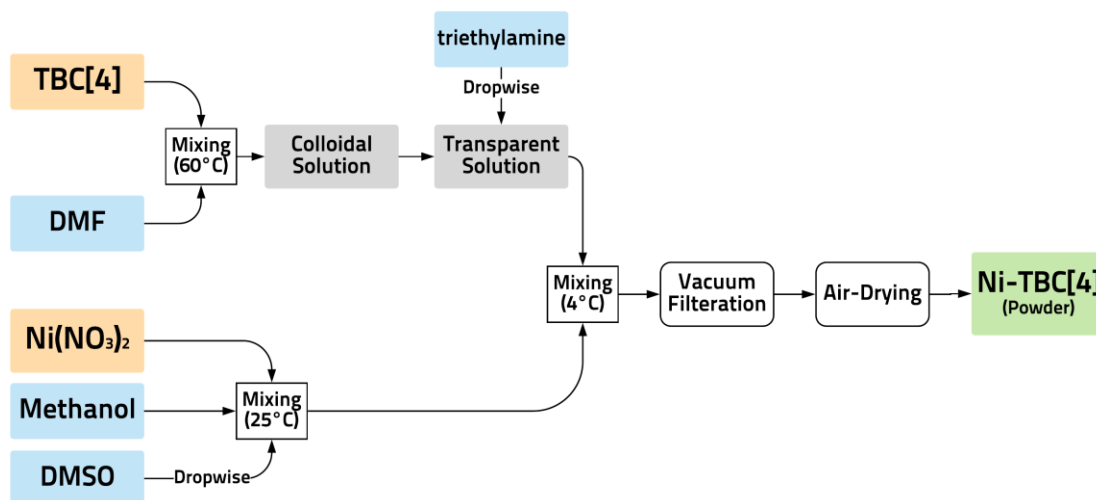 triethylamine
TBC[4]
Dropwise
Mixing
(60°C)
Colloidal
Solution
Transparent
Solution
DMF
Mixing
(4°C)
Vacuum
Filteration
Air-Drying
Ni-TBC[4]
(Powder)
Ni(NO₃)₂
Methanol
Mixing
(25°C)
DMSO
Dropwise